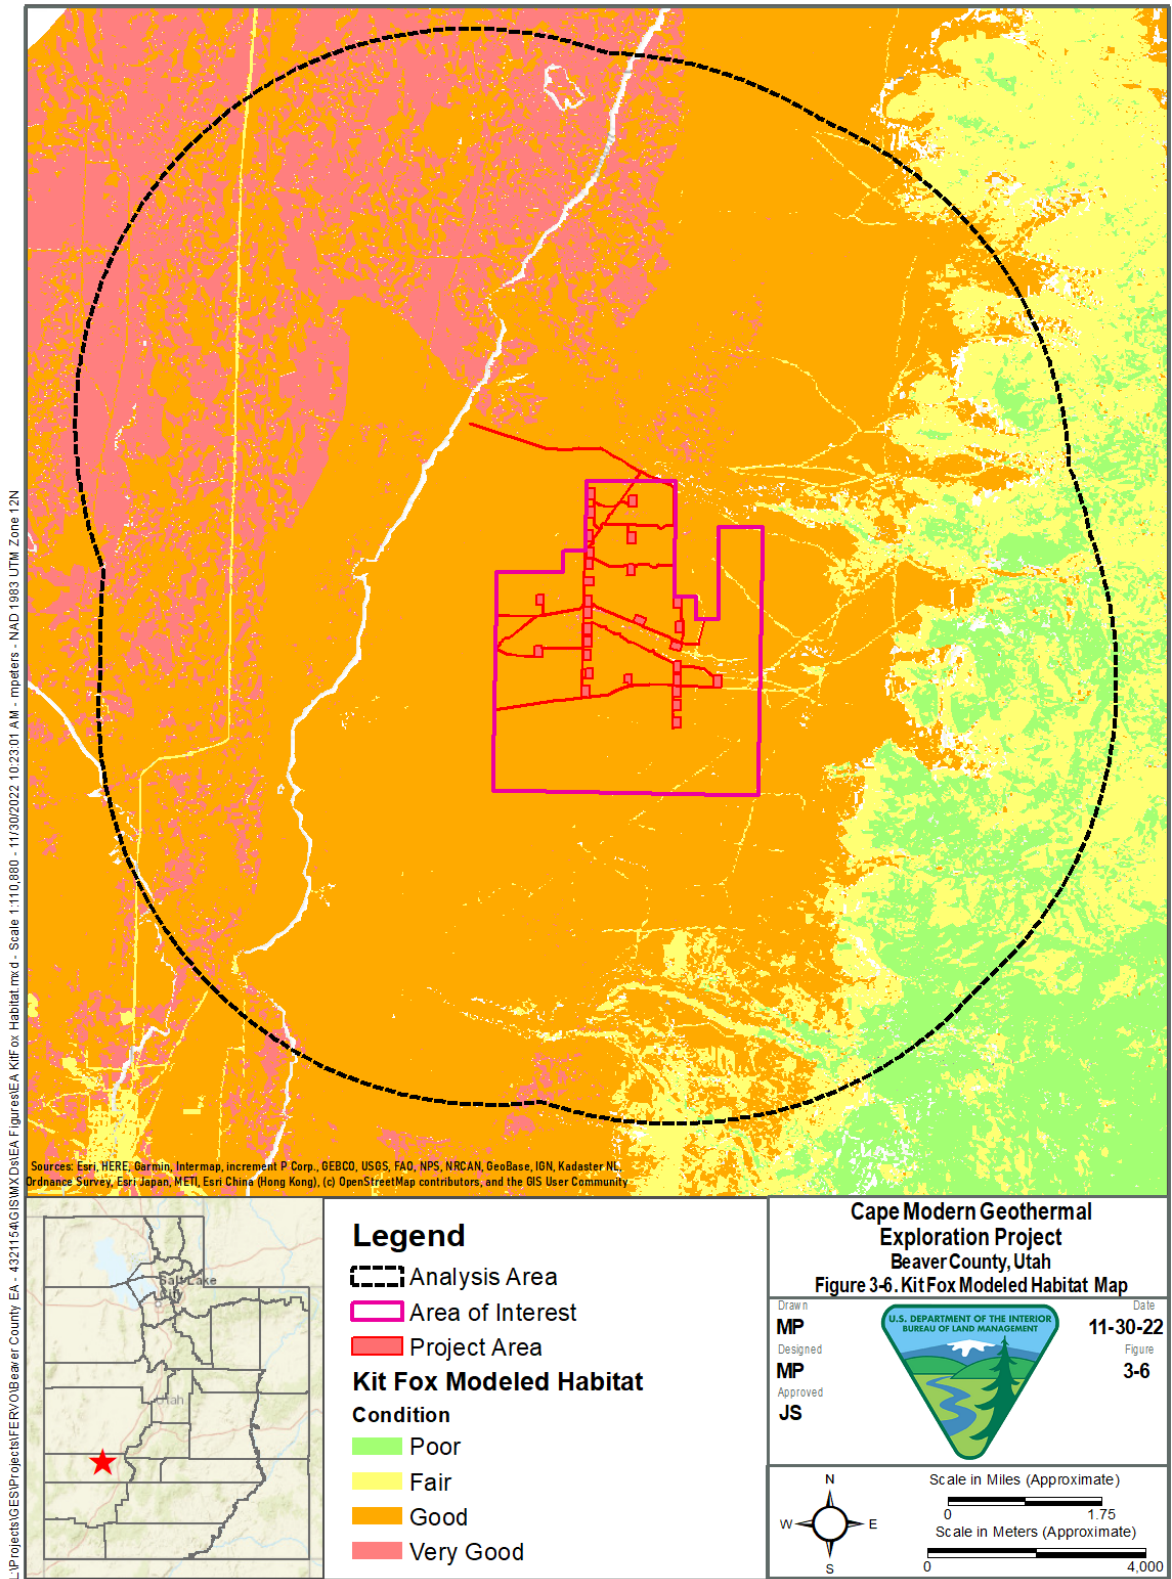 L:\Projects\GES\Projects\FERVO\Beaver County EA - 4321154\GIS\MXDs\EA Figures\EA KitFox Habitat.mxd - Scale 1:110,880 - 11/30/2022 10:23:01 AM - mpeters - NAD 1983 UTM Zone 12N
Sources: Esri, HERE, Garmin, Intermap, increment P Corp., GEBCO, USGS, FAO, NPS, NRCAN, GeoBase, IGN, Kadaster NL,
Ordnance Survey, Esri Japan, METI, Esri China (Hong Kong), (c) OpenStreetMap contributors, and the GIS User Community
Salt Lake
City
Utah
Legend
Analysis Area
Area of Interest
Project Area
Kit Fox Modeled Habitat
Condition
Poor
Fair
Good
Very Good
Cape Modern Geothermal
Exploration Project
Beaver County, Utah
Figure 3-6. Kit Fox Modeled Habitat Map
Drawn
MP
Designed
MP
Approved
JS
U.S. DEPARTMENT OF THE INTERIOR
BUREAU OF LAND MANAGEMENT
Date
11-30-22
Figure
3-6
N
W E
S
Scale in Miles (Approximate)
0 1.75
Scale in Meters (Approximate)
0 4,000